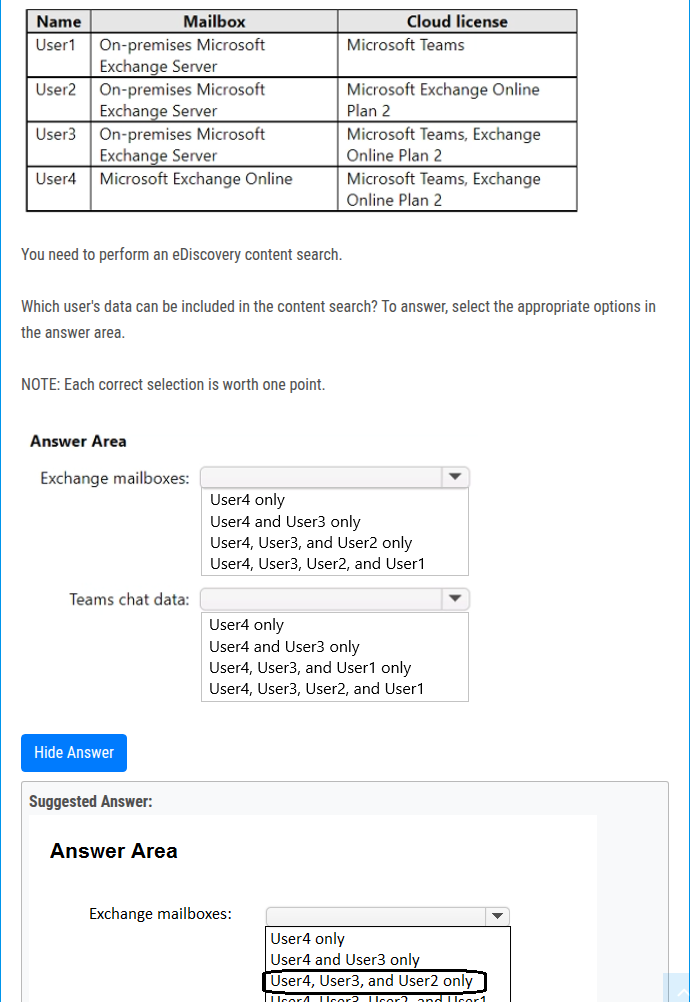 Name Mailbox Cloud license
User1 On-premises Microsoft Microsoft Teams
Exchange Server
User2 On-premises Microsoft Microsoft Exchange Online
Exchange Server Plan 2
User3 On-premises Microsoft Microsoft Teams, Exchange
Exchange Server Online Plan 2
User4 Microsoft Exchange Online Microsoft Teams, Exchange
Online Plan 2
You need to perform an eDiscovery content search.
Which user's data can be included in the content search? To answer, select the appropriate options in
the answer area.
NOTE: Each correct selection is worth one point.
Answer Area
Exchange mailboxes:
User4 only
User4 and User3 only
User4, User3, and User2 only
User4, User3, User2, and User1
Teams chat data:
User4 only
User4 and User3 only
User4, User3, and User1 only
User4, User3, User2, and User1
Hide Answer
Suggested Answer:
Answer Area
Exchange mailboxes:
User4 only
User4 and User3 only
User4, User3, and User2 only
User4, User3, User2, and User1